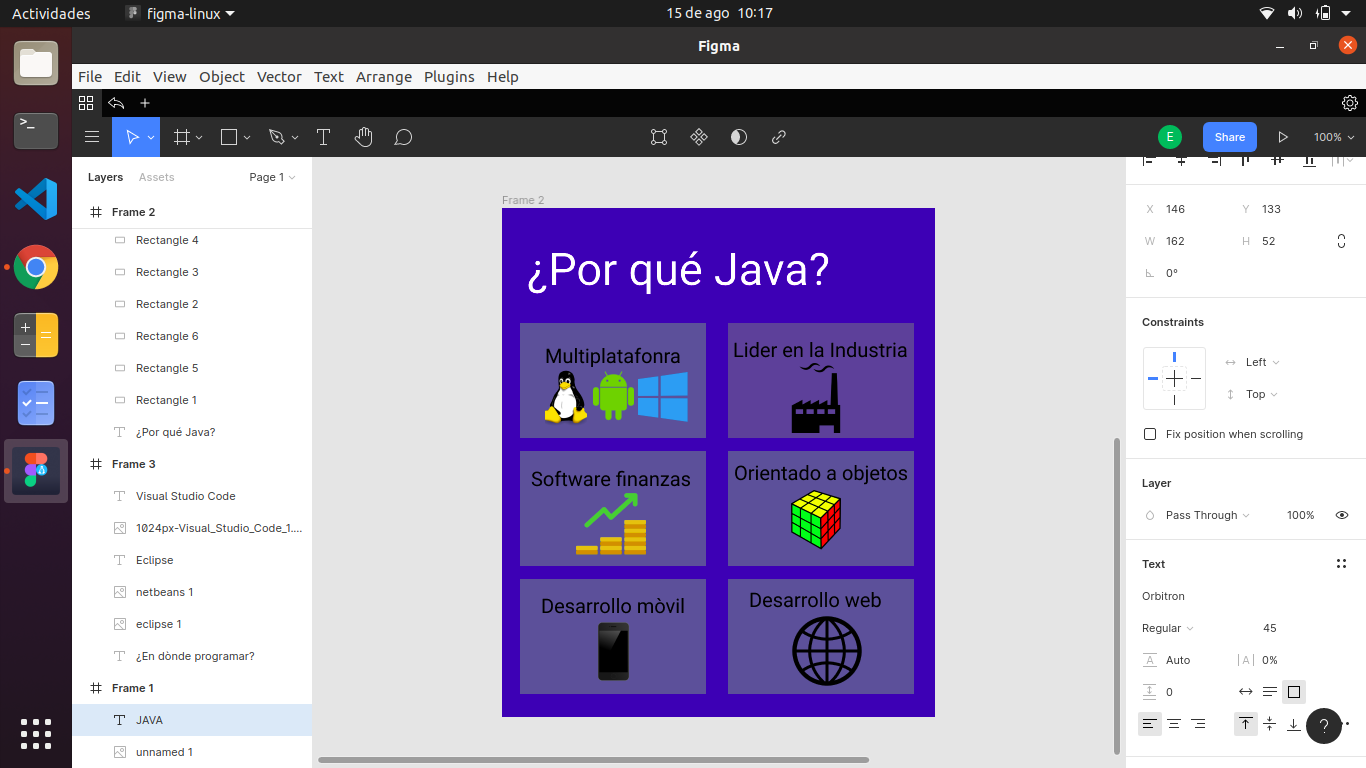 Actividades
figma-linux
15 de ago 10:17
Figma
File Edit View Object Vector Text Arrange Plugins Help
E
Share
100%
Layers
Assets
Page 1
Frame 2
Rectangle 4
Rectangle 3
Rectangle 2
Rectangle 6
Rectangle 5
Rectangle 1
¿Por qué Java?
Frame 3
Visual Studio Code
1024px-Visual_Studio_Code_1....
Eclipse
netbeans 1
eclipse 1
¿En dònde programar?
Frame 1
JAVA
unnamed 1
Frame 2
¿Por qué Java?
Multiplatafonra
Lider en la Industria
Software finanzas
Orientado a objetos
Desarrollo mòvil
Desarrollo web
X 146 Y 133
W 162 H 52
0°
Constraints
Left
Top
Fix position when scrolling
Layer
Pass Through 100%
Text
Orbitron
Regular 45
A Auto |A| 0%
0
?